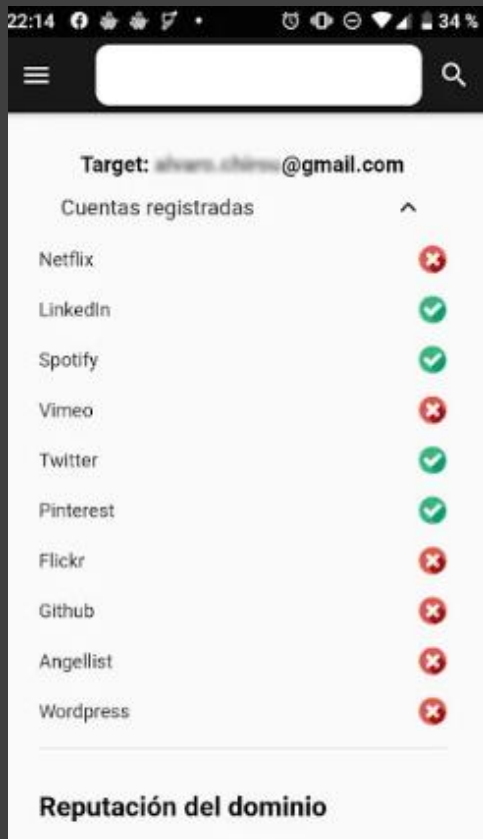 22:14 34 %
Target: @gmail.com
Cuentas registradas
Netflix
LinkedIn
Spotify
Vimeo
Twitter
Pinterest
Flickr
Github
Angellist
Wordpress
Reputación del dominio